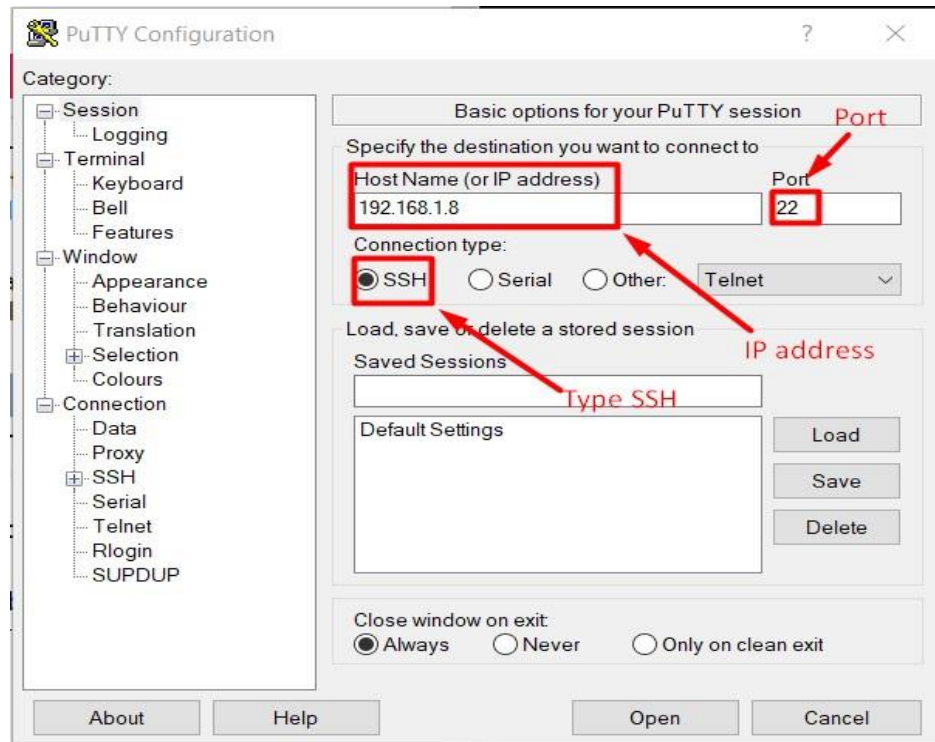 PuTTY Configuration
?
Category:
Session
Logging
Terminal
Keyboard
Bell
Features
Window
Appearance
Behaviour
Translation
Selection
Colours
Connection
Data
Proxy
SSH
Serial
Telnet
Rlogin
SUPDUP
Basic options for your PuTTY session
Port
Specify the destination you want to connect to
Host Name (or IP address) Port
192.168.1.8 22
Connection type:
SSH Serial Other: Telnet
Load, save or delete a stored session
IP address
Saved Sessions
Type SSH
Default Settings
Load
Save
Delete
Close window on exit:
Always Never Only on clean exit
About Help Open Cancel